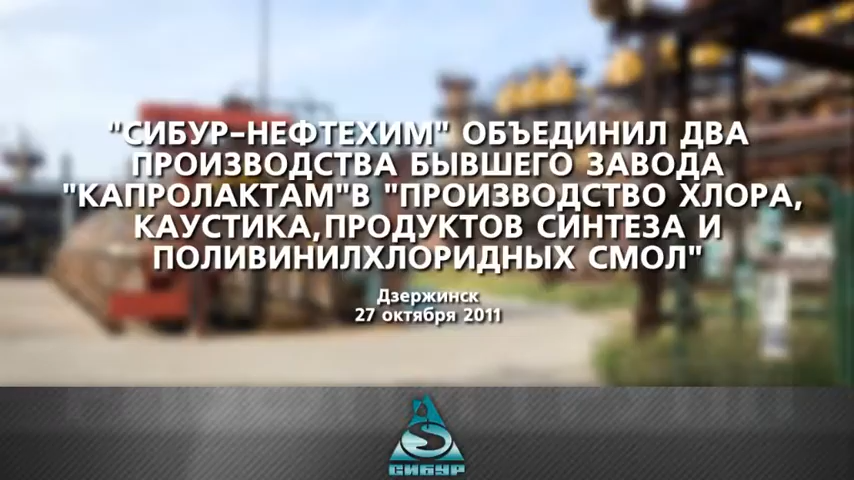 "СИБУР-НЕФТЕХИМ" ОБЪЕДИНИЛ ДВА
ПРОИЗВОДСТВА БЫВШЕГО ЗАВОДА
"КАПРОЛАКТАМ"В "ПРОИЗВОДСТВО ХЛОРА,
КАУСТИКА,ПРОДУКТОВ СИНТЕЗА И
ПОЛИВИНИЛХЛОРИДНЫХ СМОЛ"
Дзержинск
27 октября 2011
СИБУР